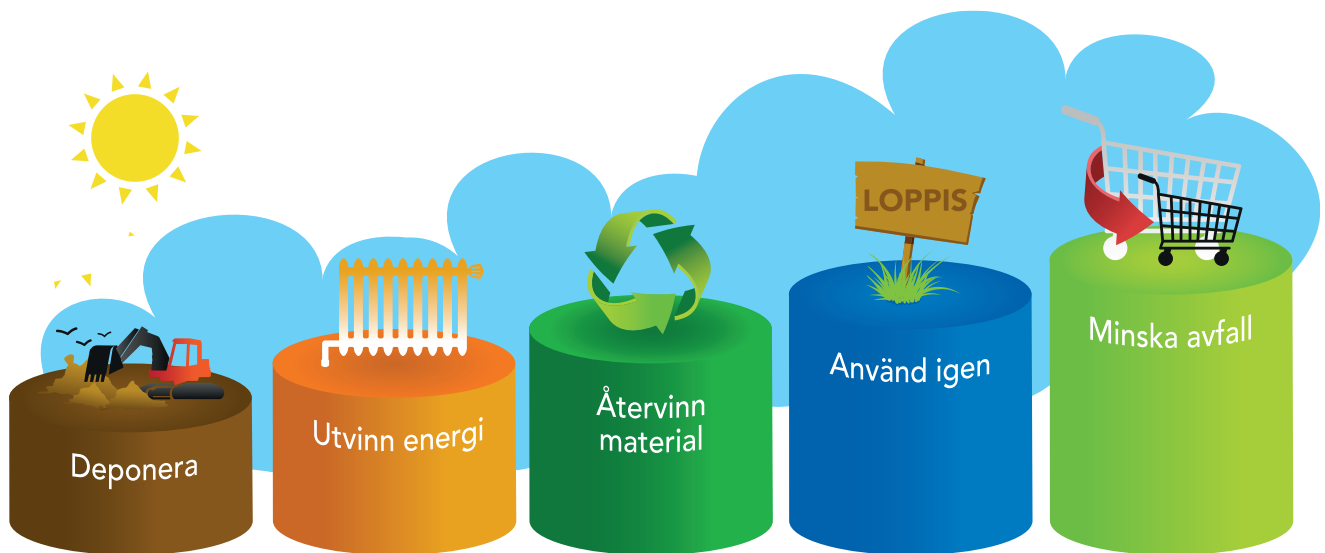 LOPPIS
Deponera
Utvinn energi
Återvinn
material
Använd igen
Minska avfall